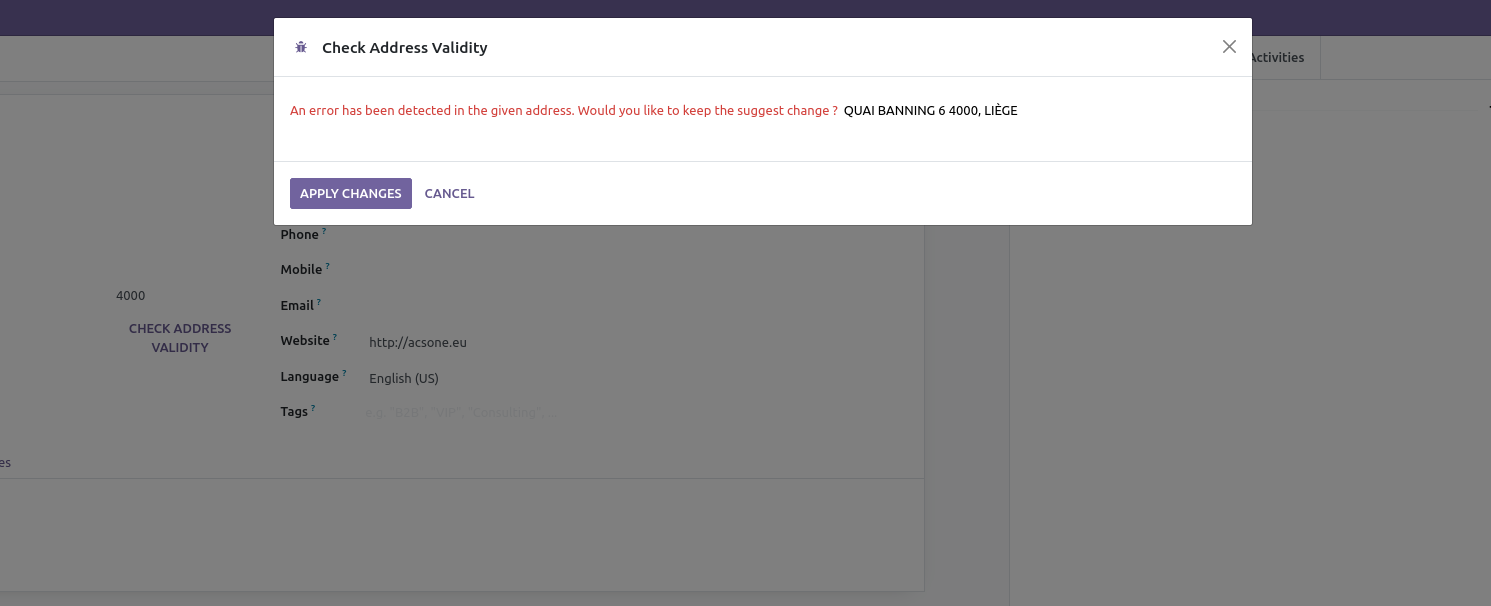 Check Address Validity
Activities
An error has been detected in the given address. Would you like to keep the suggest change ? QUAI BANNING 6 4000, LIÈGE
APPLY CHANGES CANCEL
Phone ?
Mobile ?
4000
Email ?
CHECK ADDRESS
VALIDITY
Website ? http://acsone.eu
Language ? English (US)
Tags ? e.g. "B2B", "VIP", "Consulting", ...
es